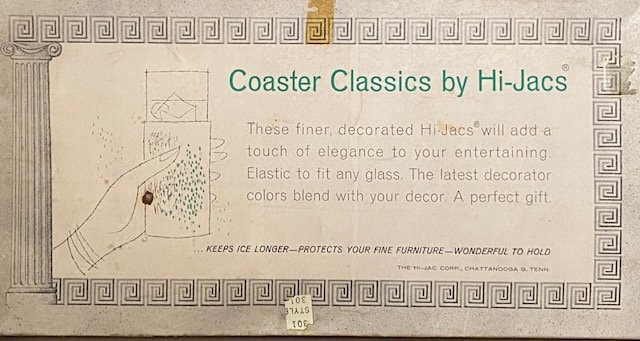 Coaster Classics by Hi-Jacs®
These finer, decorated Hi-Jacs® will add a
touch of elegance to your entertaining.
Elastic to fit any glass. The latest decorator
colors blend with your decor. A perfect gift.
... KEEPS ICE LONGER—PROTECTS YOUR FINE FURNITURE—WONDERFUL TO HOLD
THE HI-JAC CORP., CHATTANOOGA 9, TENN.
STYLE
301
301